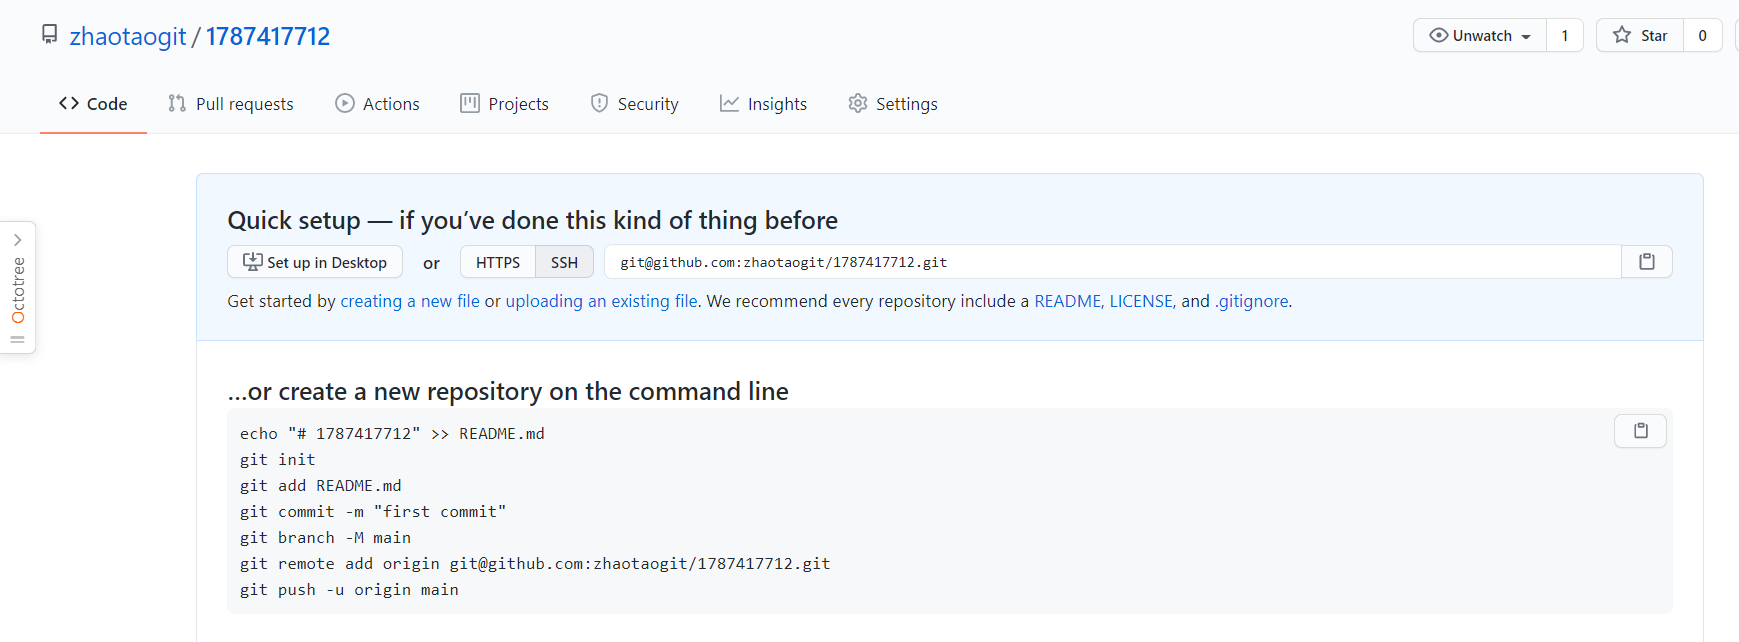 zhaotaogit / 1787417712
Unwatch 1 Star 0
Code Pull requests Actions Projects Security Insights Settings
Octotree
Quick setup — if you’ve done this kind of thing before
Set up in Desktop or HTTPS SSH git@github.com:zhaotaogit/1787417712.git
Get started by creating a new file or uploading an existing file. We recommend every repository include a README, LICENSE, and .gitignore.
…or create a new repository on the command line
echo "# 1787417712" >> README.md
git init
git add README.md
git commit -m "first commit"
git branch -M main
git remote add origin git@github.com:zhaotaogit/1787417712.git
git push -u origin main